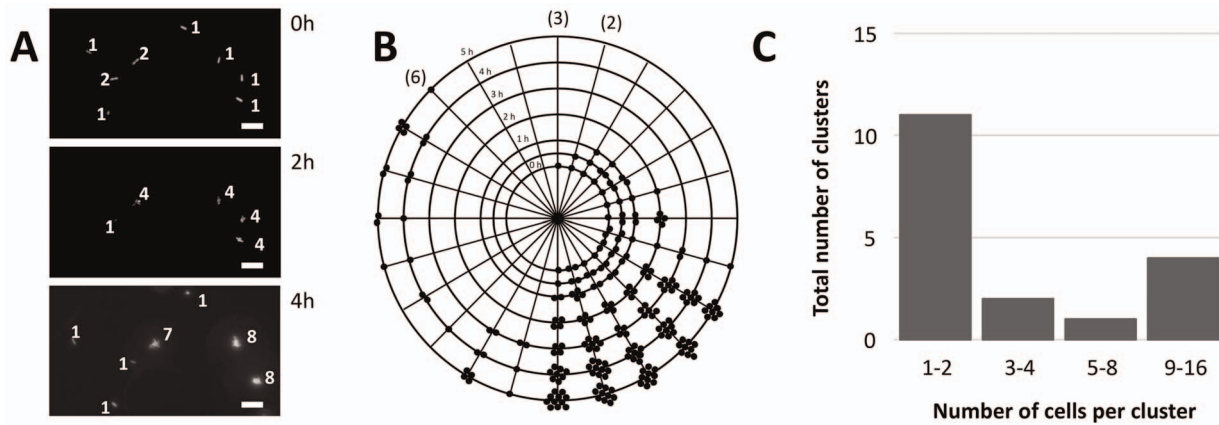 A
0h
1
1
2
1
2
1
1
1
2h
4
4
1
4
4
4h
1
1
7
8
1
8
1
B
(3)
(2)
(6)
5 h
4 h
3 h
2 h
1 h
0 h
C
Total number of clusters
15
10
5
0
1-2
3-4
5-8
9-16
Number of cells per cluster